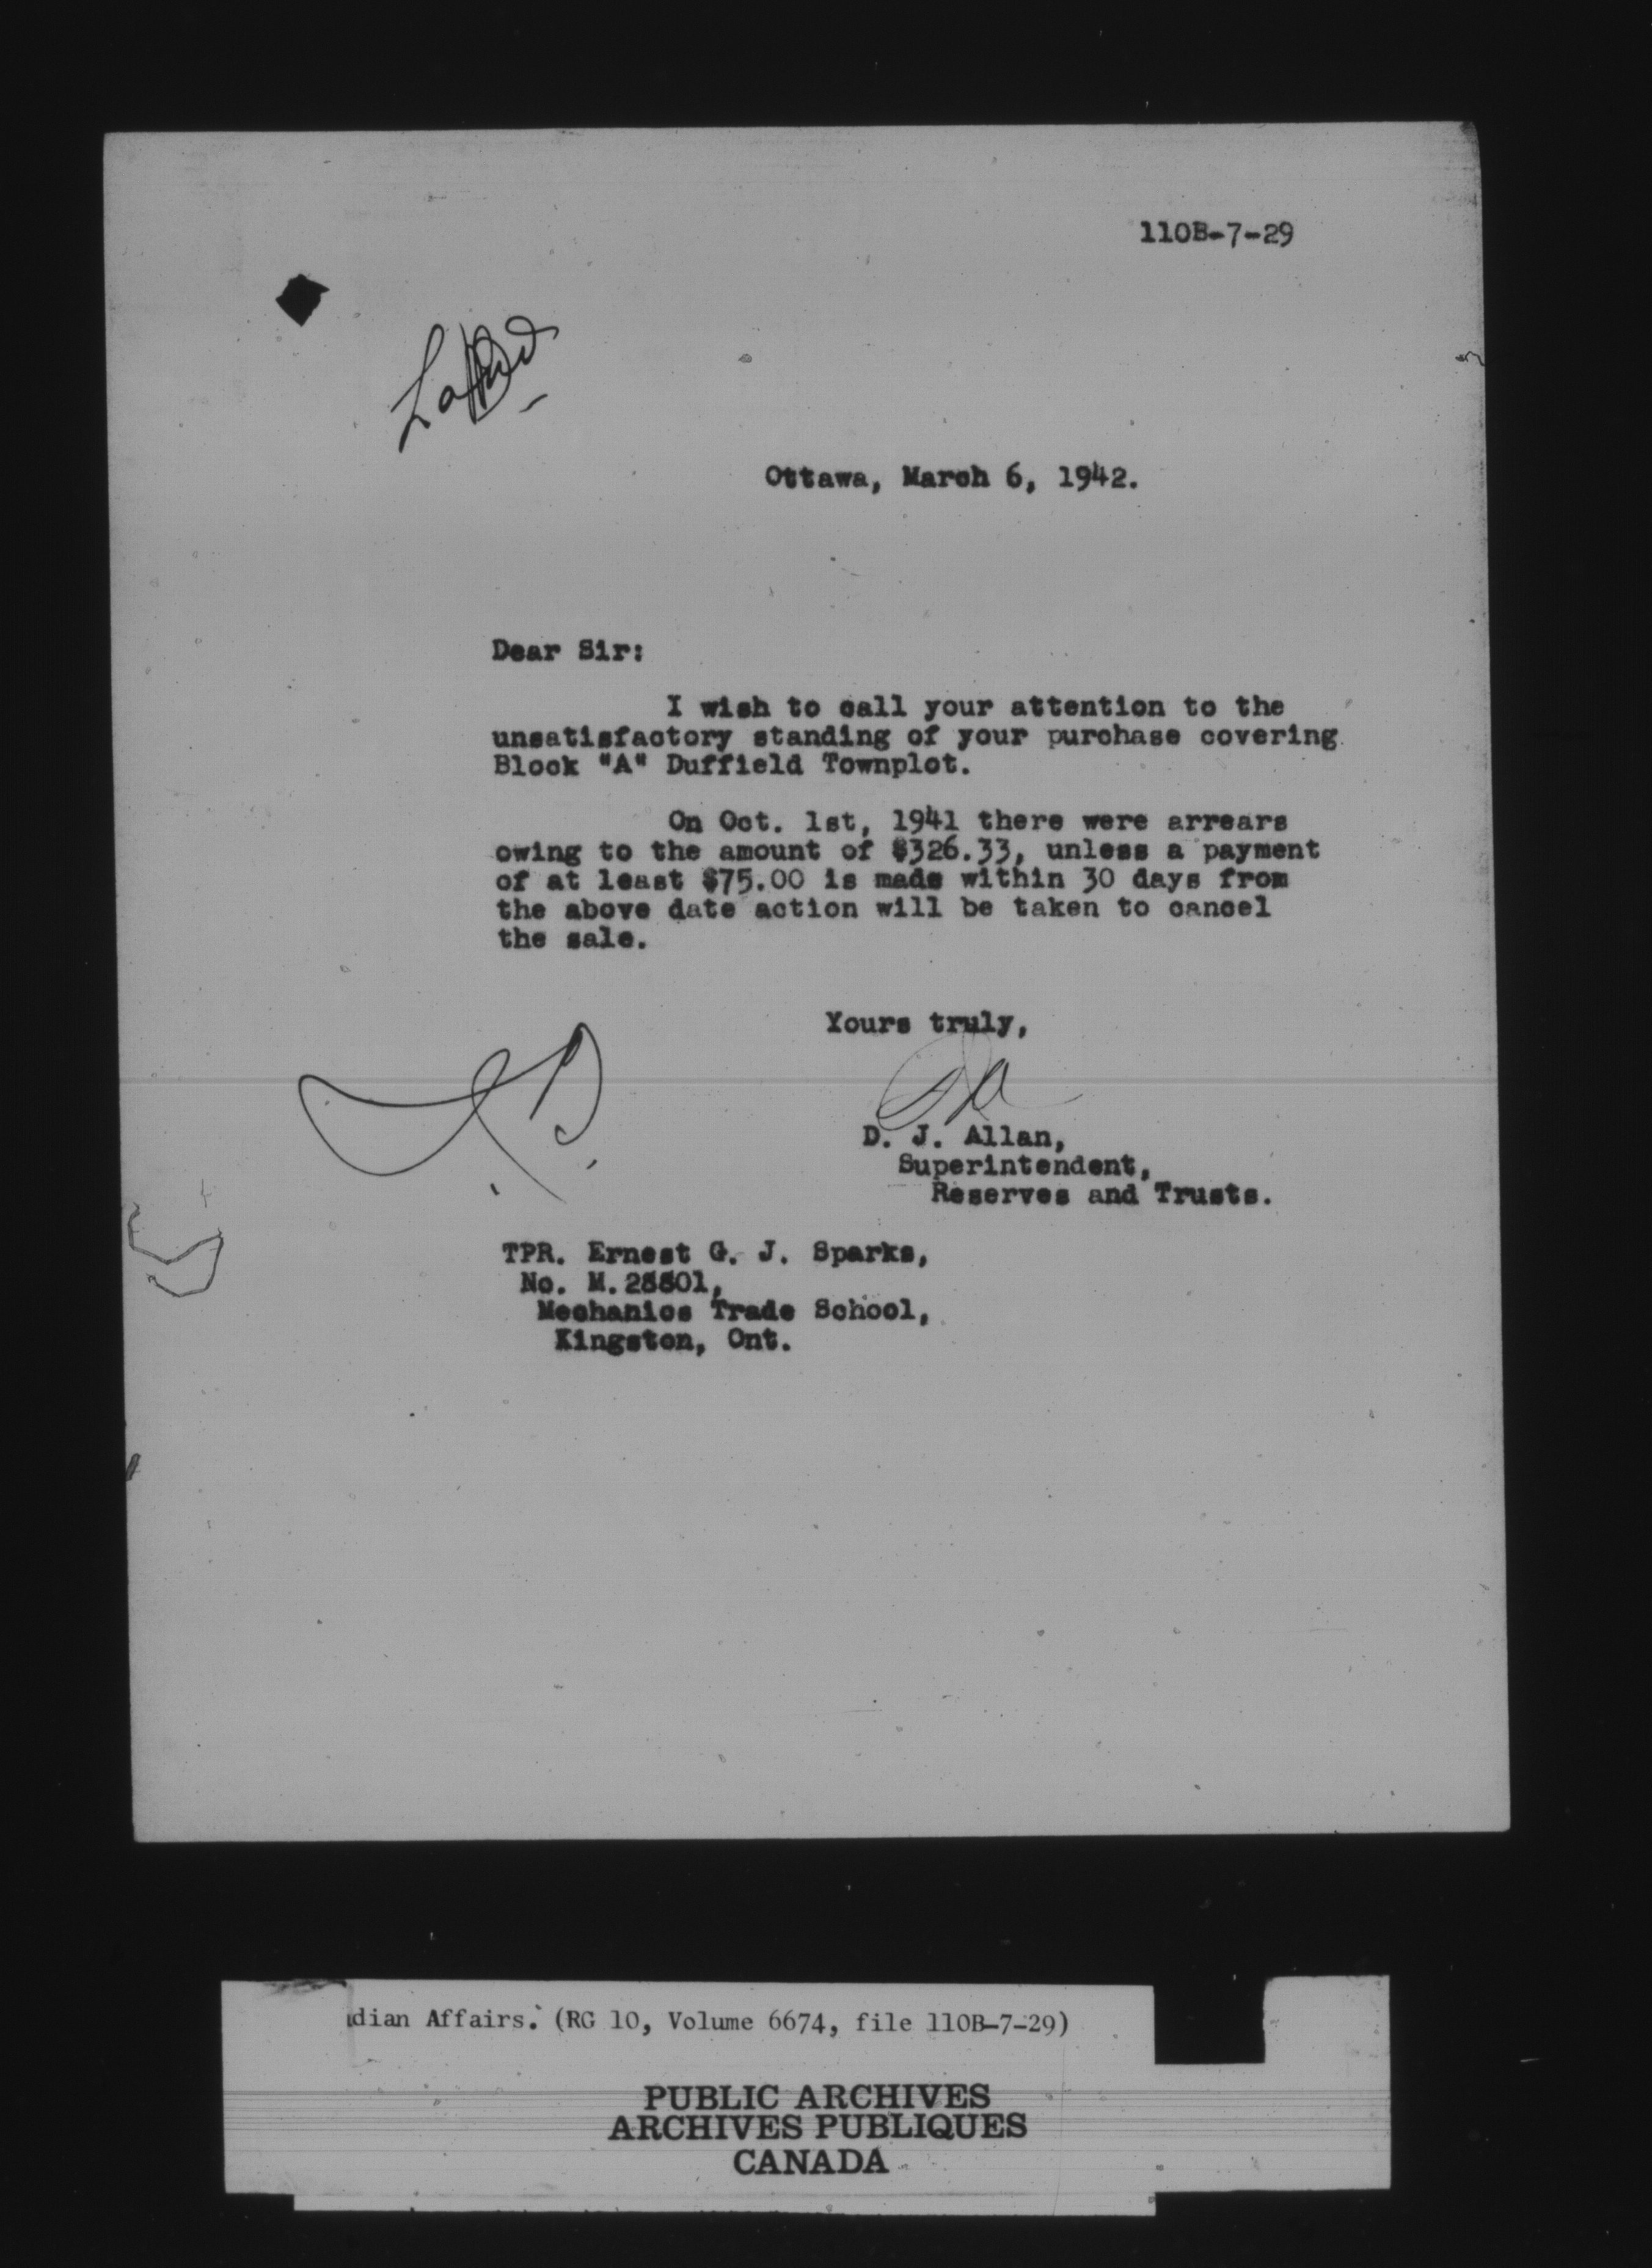 110B-7-29
Ottawa, March 6, 1942.
Dear Sir:
I wish to call your attention to the
unsatisfactory standing of your purchase covering
Block "A" Duffield Townplot.
On Oct. 1st, 1941 there were arrears
owing to the amount of $326.33, unless a payment
of at least $75.00 is made within 30 days from
the above date action will be taken to cancel
the sale.
Yours truly,
D. J. Allan,
Superintendent,
Reserves and Trusts.
TPR. Ernest G. J. Sparks,
No.
Mechanics Trade School,
Kingston, Ont.
dian Affairs. (RG 10, Volume 6674, file 110B-7-29)
PUBLIC ARCHIVES
ARCHIVES PUBLIQUES
CANADA